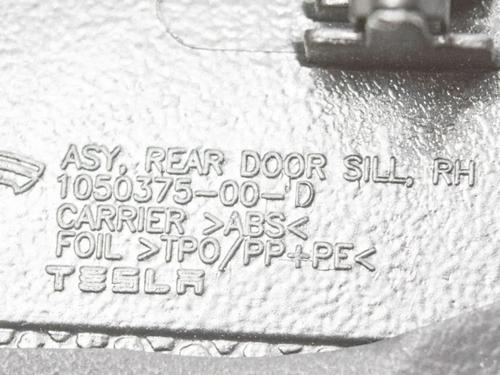 ASY, REAR DOOR SILL, RH
1050375-00-D
CARRIER >ABS<
FOIL >TPO/PP+PE<
TESLA